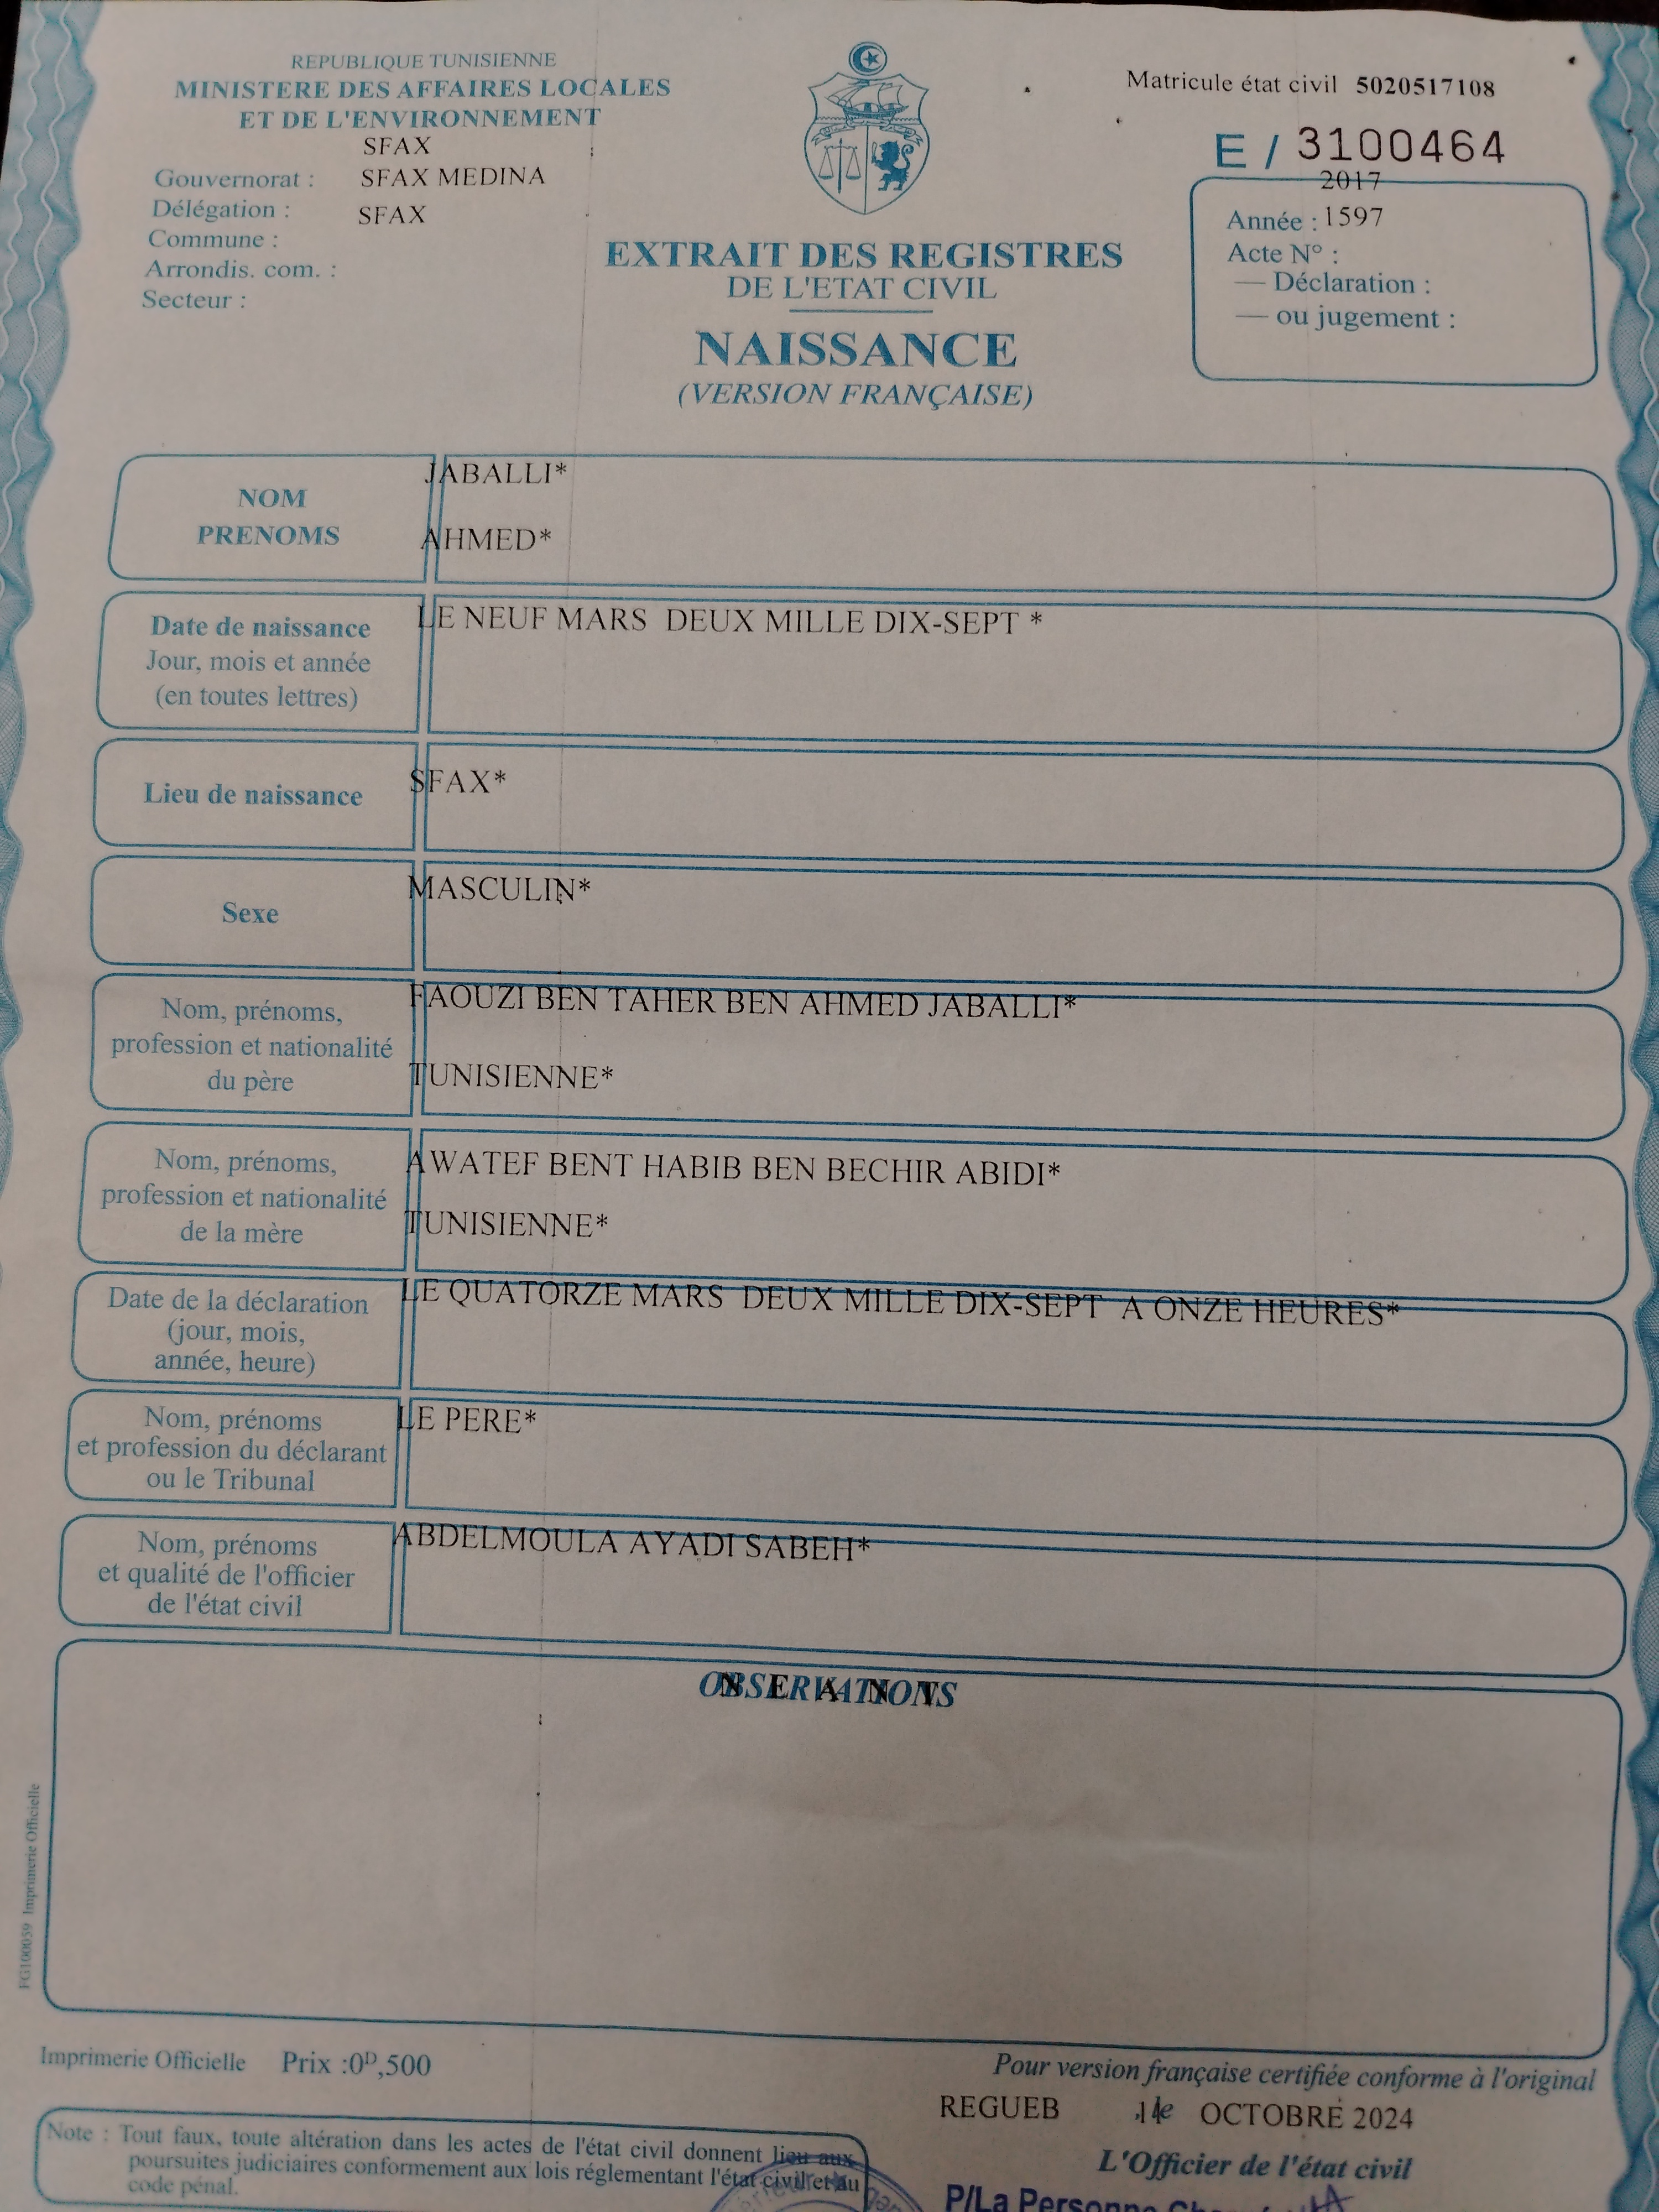 REPUBLIQUE TUNISIENNE
MINISTERE DES AFFAIRES LOCALES
ET DE L'ENVIRONNEMENT
SFAX
Gouvernorat : SFAX MEDINA
Délégation : SFAX
Commune :
Arrondis. com. :
Secteur :
Matricule état civil 5020517108
E / 3100464
2017
Année : 1597
Acte N° :
— Déclaration :
— ou jugement :
EXTRAIT DES REGISTRES
DE L'ETAT CIVIL
NAISSANCE
(VERSION FRANÇAISE)
NOM
PRENOMS
JABALLI*
AHMED*
Date de naissance
Jour, mois et année
(en toutes lettres)
LE NEUF MARS DEUX MILLE DIX-SEPT *
Lieu de naissance
SFAX*
Sexe
MASCULIN*
Nom, prénoms,
profession et nationalité
du père
FAOUZI BEN TAHER BEN AHMED JABALLI*
TUNISIENNE*
Nom, prénoms,
profession et nationalité
de la mère
AWATEF BENT HABIB BEN BECHIR ABIDI*
TUNISIENNE*
Date de la déclaration
(jour, mois,
année, heure)
LE QUATORZE MARS DEUX MILLE DIX-SEPT A ONZE HEURES*
Nom, prénoms
et profession du déclarant
ou le Tribunal
LE PERE*
Nom, prénoms
et qualité de l'officier
de l'état civil
ABDELMOULA AYADI SABEH*
OBSERVATIONS
N E A N T
FG100059 Imprimerie Officielle
Imprimerie Officielle Prix :0D,500
Pour version française certifiée conforme à l'original
REGUEB OCTOBRE 2024
L'Officier de l'état civil
P/La Personne
Note : Tout faux, toute altération dans les actes de l'état civil donnent lieu aux
poursuites judiciaires conformement aux lois réglementant l'état civil et au
code pénal.